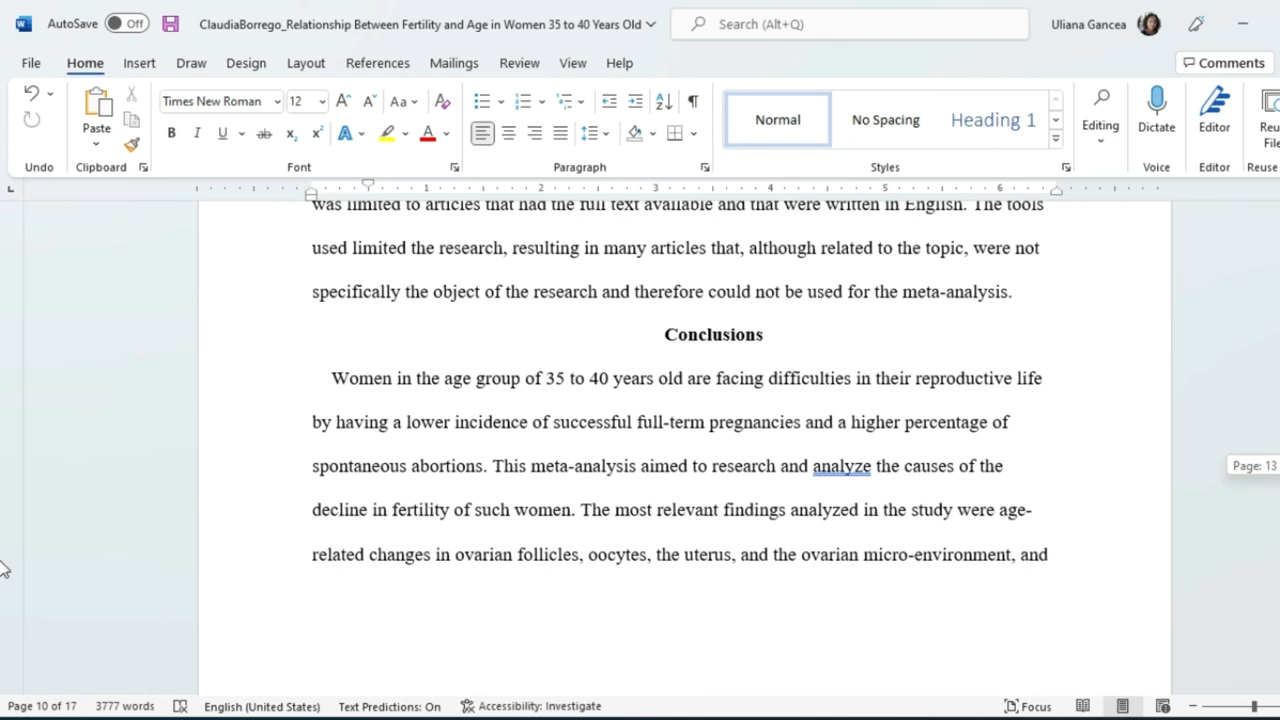 AutoSave Off ClaudiaBorrego_Relationship Between Fertility and Age in Women 35 to 40 Years Old Search (Alt+Q) Uliana Gancea
File Home Insert Draw Design Layout References Mailings Review View Help Comments
Times New Roman 12 Aa
Paste Normal No Spacing Heading 1 Editing Dictate Editor Reu
File
Undo Clipboard Font Paragraph Styles Voice Editor Reuse
1 2 3 4 5 6
was limited to articles that had the full text available and that were written in English. The tools
used limited the research, resulting in many articles that, although related to the topic, were not
specifically the object of the research and therefore could not be used for the meta-analysis.
Conclusions
Women in the age group of 35 to 40 years old are facing difficulties in their reproductive life
by having a lower incidence of successful full-term pregnancies and a higher percentage of
spontaneous abortions. This meta-analysis aimed to research and analyze the causes of the
Page: 13
decline in fertility of such women. The most relevant findings analyzed in the study were age-
related changes in ovarian follicles, oocytes, the uterus, and the ovarian micro-environment, and
Page 10 of 17 3777 words English (United States) Text Predictions: On Accessibility: Investigate Focus